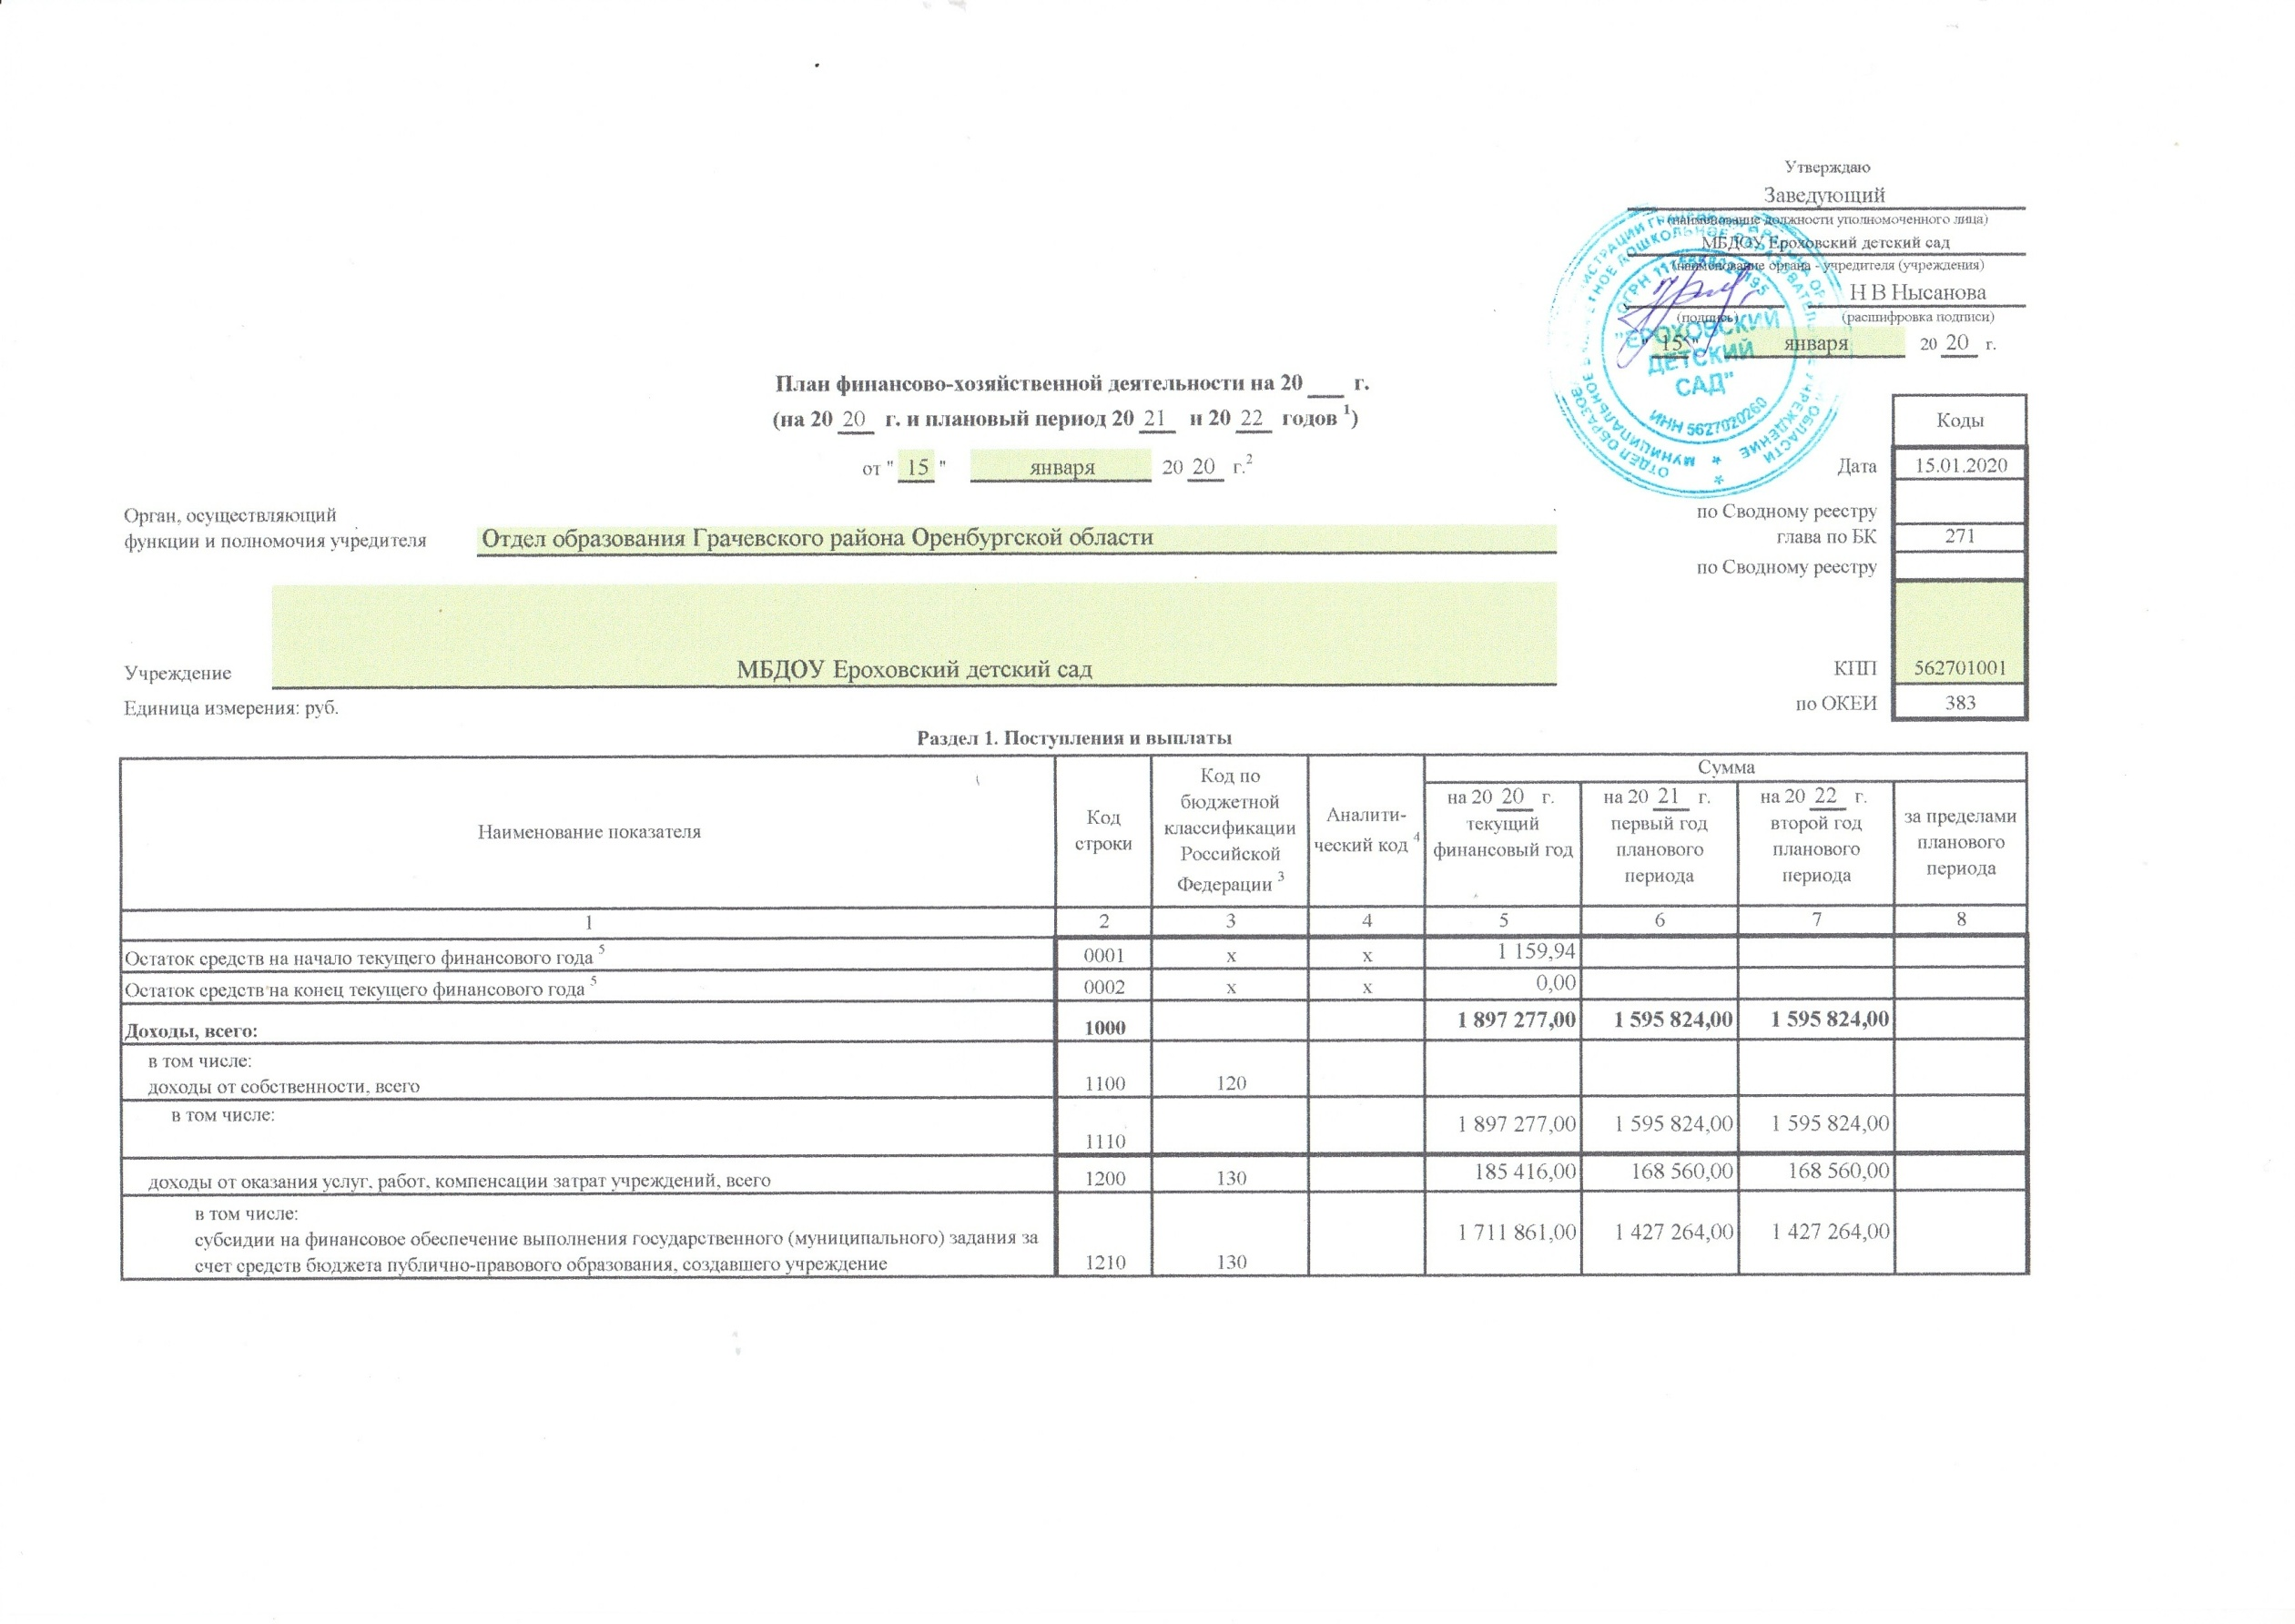 Утверждаю
Заведующий
(наименование должности уполномоченного лица)
МБДОУ Ероховский детский сад
(наименование органа - учредителя (учреждения)
Н В Нысанова
(подпись) (расшифровка подписи)
" 15 " января 20 20 г.
"ЕРОХОВСКИЙ
ДЕТСКИЙ
САД"
ИНН 5627020260
План финансово-хозяйственной деятельности на 20 ___ г.
(на 20 20 г. и плановый период 20 21 и 20 22 годов 1)
от " 15 " января 20 20 г.2
Коды
Дата 15.01.2020
Орган, осуществляющий
функции и полномочия учредителя Отдел образования Грачевского района Оренбургской области
по Сводному реестру
глава по БК 271
по Сводному реестру
Учреждение МБДОУ Ероховский детский сад КПП 562701001
Единица измерения: руб. по ОКЕИ 383
Раздел 1. Поступления и выплаты
Наименование показателя
Код
строки
Код по
бюджетной
классификации
Российской
Федерации 3
Аналити-
ческий код 4
Сумма
на 20 20 г.
текущий
финансовый год
на 20 21 г.
первый год
планового
периода
на 20 22 г.
второй год
планового
периода
за пределами
планового
периода
1 2 3 4 5 6 7 8
Остаток средств на начало текущего финансового года 5 0001 х х 1 159,94
Остаток средств на конец текущего финансового года 5 0002 х х 0,00
Доходы, всего: 1000 1 897 277,00 1 595 824,00 1 595 824,00
в том числе:
доходы от собственности, всего 1100 120
в том числе:
1110 1 897 277,00 1 595 824,00 1 595 824,00
доходы от оказания услуг, работ, компенсации затрат учреждений, всего 1200 130 185 416,00 168 560,00 168 560,00
в том числе:
субсидии на финансовое обеспечение выполнения государственного (муниципального) задания за
счет средств бюджета публично-правового образования, создавшего учреждение 1210 130 1 711 861,00 1 427 264,00 1 427 264,00